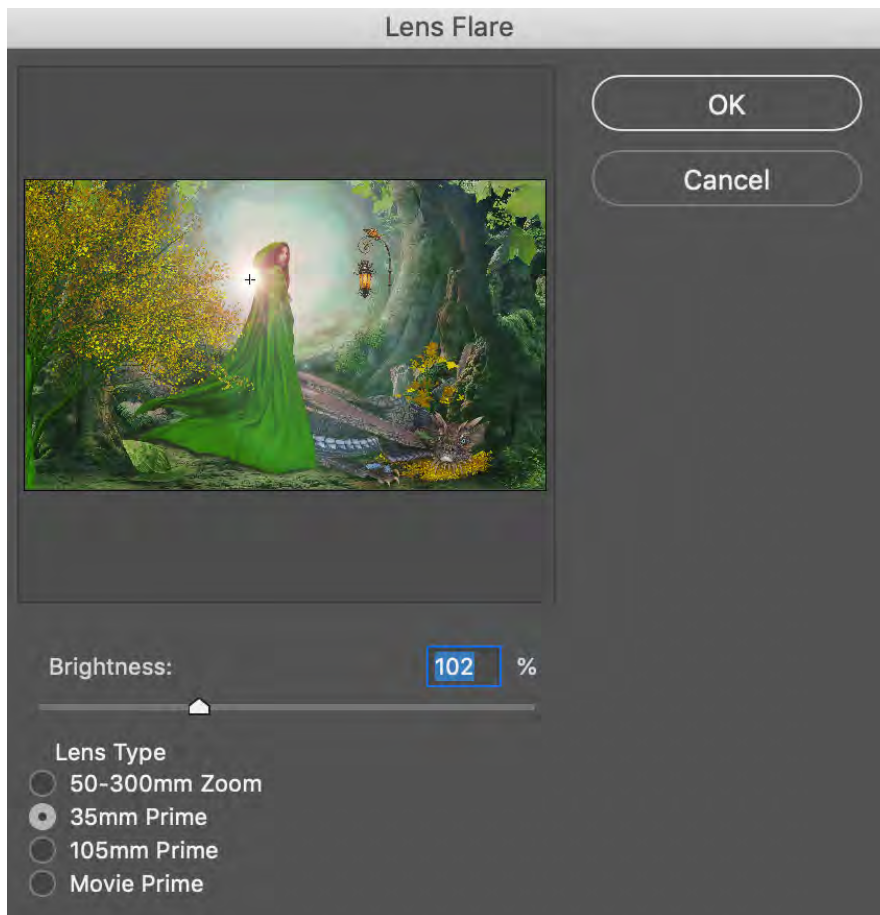 Lens Flare
OK
Cancel
Brightness: 102 %
Lens Type
50-300mm Zoom
35mm Prime
105mm Prime
Movie Prime